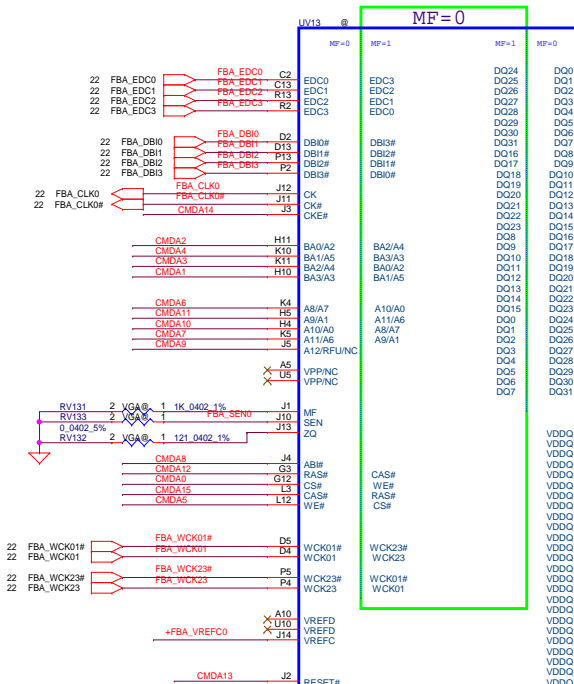 UV13 @ MF=0
MF=0 MF=1 MF=1 MF=0
22 FBA_EDC0 FBA_EDC0 C2 EDC0 EDC3 DQ24 DQ0
22 FBA_EDC1 FBA_EDC1 C13 EDC1 EDC2 DQ25 DQ1
22 FBA_EDC2 FBA_EDC2 R13 EDC2 EDC1 DQ26 DQ2
22 FBA_EDC3 FBA_EDC3 R2 EDC3 EDC0 DQ27 DQ3
DQ28 DQ4
DQ29 DQ5
DQ30 DQ6
22 FBA_DBI0 FBA_DBI0 D2 DBI0# DBI3# DQ31 DQ7
22 FBA_DBI1 FBA_DBI1 D13 DBI1# DBI2# DQ16 DQ8
22 FBA_DBI2 FBA_DBI2 P13 DBI2# DBI1# DQ17 DQ9
22 FBA_DBI3 FBA_DBI3 P2 DBI3# DBI0# DQ18 DQ10
DQ19 DQ11
22 FBA_CLK0 FBA_CLK0 J12 CK DQ20 DQ12
22 FBA_CLK0# FBA_CLK0# J11 CK# DQ21 DQ13
CMDA14 J3 CKE# DQ22 DQ14
DQ23 DQ15
DQ8 DQ16
CMDA2 H11 BA0/A2 BA2/A4 DQ9 DQ17
CMDA4 K10 BA1/A5 BA3/A3 DQ10 DQ18
CMDA3 K11 BA2/A4 BA0/A2 DQ11 DQ19
CMDA1 H10 BA3/A3 BA1/A5 DQ12 DQ20
DQ13 DQ21
DQ14 DQ22
CMDA6 K4 A8/A7 A10/A0 DQ15 DQ23
CMDA11 H5 A9/A1 A11/A6 DQ0 DQ24
CMDA10 H4 A10/A0 A8/A7 DQ1 DQ25
CMDA7 K5 A11/A6 A9/A1 DQ2 DQ26
CMDA9 J5 A12/RFU/NC DQ3 DQ27
DQ4 DQ28
A5 VPP/NC DQ5 DQ29
U5 VPP/NC DQ6 DQ30
DQ7 DQ31
RV131 2 VGA@ 1 1K_0402_1% J1 MF
RV133 2 VGA@ 1 FBA_SEN0 J10 SEN
0_0402_5% J13 ZQ VDDQ
RV132 2 VGA@ 1 121_0402_1% VDDQ
VDDQ
CMDA8 J4 ABI# VDDQ
CMDA12 G3 RAS# CAS# VDDQ
CMDA0 G12 CS# WE# VDDQ
CMDA15 L3 CAS# RAS# VDDQ
CMDA5 L12 WE# CS# VDDQ
VDDQ
VDDQ
22 FBA_WCK01# FBA_WCK01# D5 WCK01# WCK23# VDDQ
22 FBA_WCK01 FBA_WCK01 D4 WCK01 WCK23 VDDQ
VDDQ
22 FBA_WCK23# FBA_WCK23# P5 WCK23# WCK01# VDDQ
22 FBA_WCK23 FBA_WCK23 P4 WCK23 WCK01 VDDQ
VDDQ
A10 VREFD VDDQ
U10 VREFD VDDQ
+FBA_VREFC0 J14 VREFC VDDQ
VDDQ
VDDQ
CMDA13 J2 RESET# VDDQ